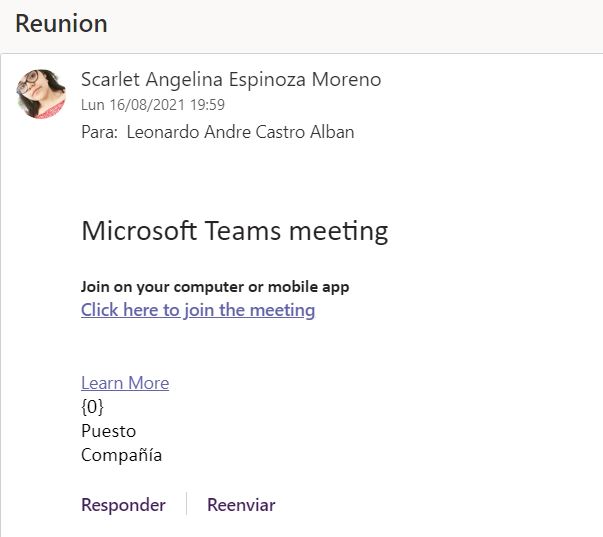 Reunion
Scarlet Angelina Espinoza Moreno
Lun 16/08/2021 19:59
Para: Leonardo Andre Castro Alban
Microsoft Teams meeting
Join on your computer or mobile app
Click here to join the meeting
Learn More
{0}
Puesto
Compañía
Responder
Reenviar